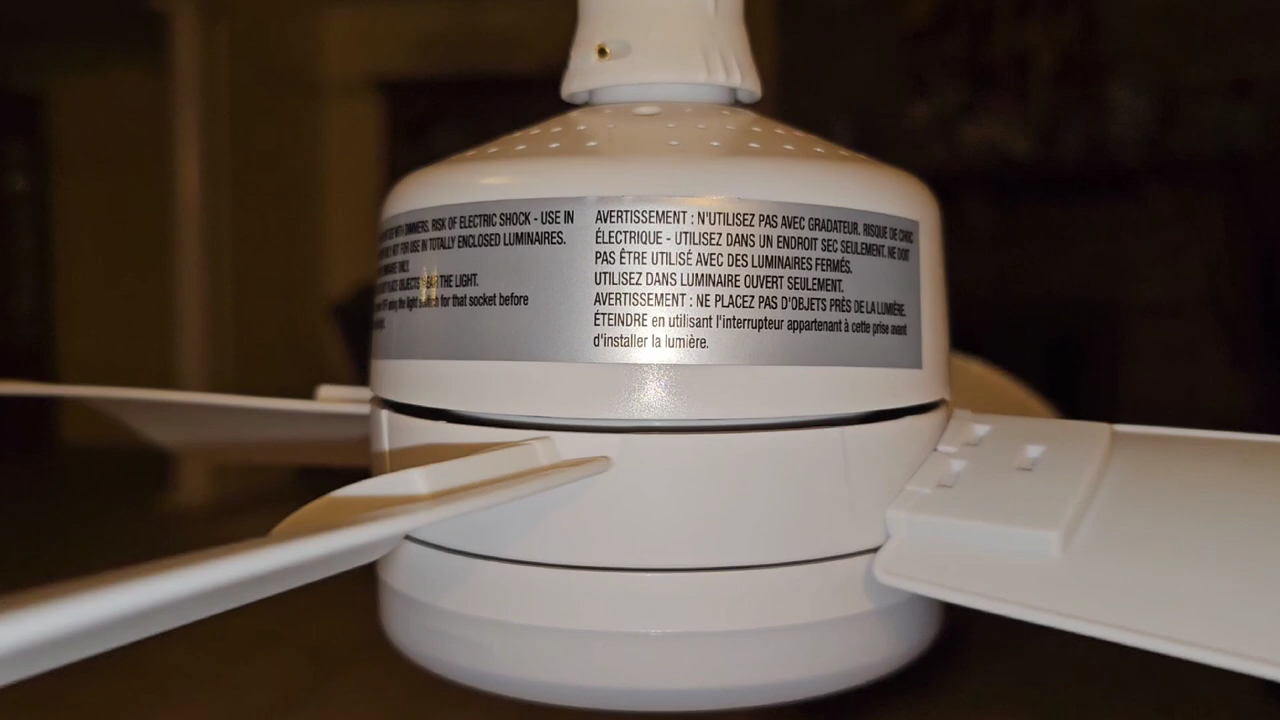 WITH DIMMERS. RISK OF ELECTRIC SHOCK - USE IN
NOT FOR USE IN TOTALLY ENCLOSED LUMINAIRES.
PLACE OBJECTS NEAR THE LIGHT.
using the light switch for that socket before
AVERTISSEMENT : N'UTILISEZ PAS AVEC GRADATEUR. RISQUE DE CHOC
ÉLECTRIQUE - UTILISEZ DANS UN ENDROIT SEC SEULEMENT. NE DOIT
PAS ÊTRE UTILISÉ AVEC DES LUMINAIRES FERMÉS.
UTILISEZ DANS LUMINAIRE OUVERT SEULEMENT.
AVERTISSEMENT : NE PLACEZ PAS D'OBJETS PRÈS DE LA LUMIÈRE.
ÉTEINDRE en utilisant l'interrupteur appartenant à cette prise avant
d'installer la lumière.